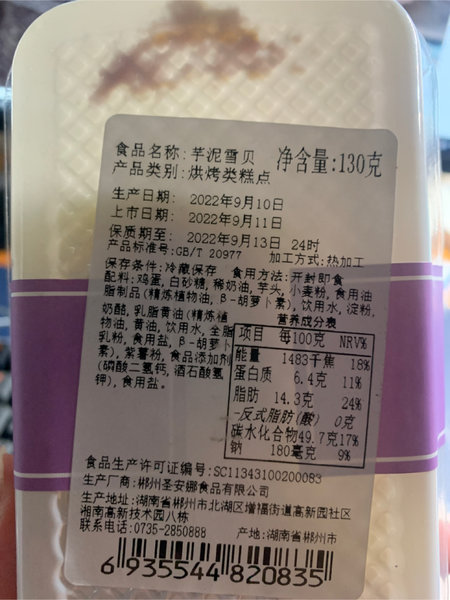 食品名称: 芋泥雪贝 净含量:130克
产品类别: 烘烤类糕点
生产日期: 2022年9月10日
上市日期: 2022年9月11日
保质期至: 2022年9月13日 24时
产品标准号:GB/T 20977 加工方式:热加工
保存条件:冷藏保存 食用方法:开封即食
配料:鸡蛋, 白砂糖, 稀奶油, 芋头, 小麦粉, 食用油
脂制品(精炼植物油, β-胡萝卜素), 饮用水, 淀粉,
奶酪, 乳脂黄油(精炼植
物油, 黄油, 饮用水, 全脂
乳粉, 食用盐, β-胡萝卜
素), 紫薯粉, 食品添加剂
(磷酸二氢钙, 酒石酸氢
钾), 食用盐.
营养成分表
项目 每100克 NRV%
能量 1483千焦 18%
蛋白质 6.4克 11%
脂肪 14.3克 24%
-反式脂肪(酸) 0克
碳水化合物49.7克17%
钠 180毫克 9%
食品生产许可证编号:SC11343100200083
生产厂商:郴州圣安娜食品有限公司
生产地址:湖南省郴州市北湖区增福街道高新园社区
湘南高新技术园八栋
联系电话:0735-2850888 产地:湖南省郴州市
6 935544 820835